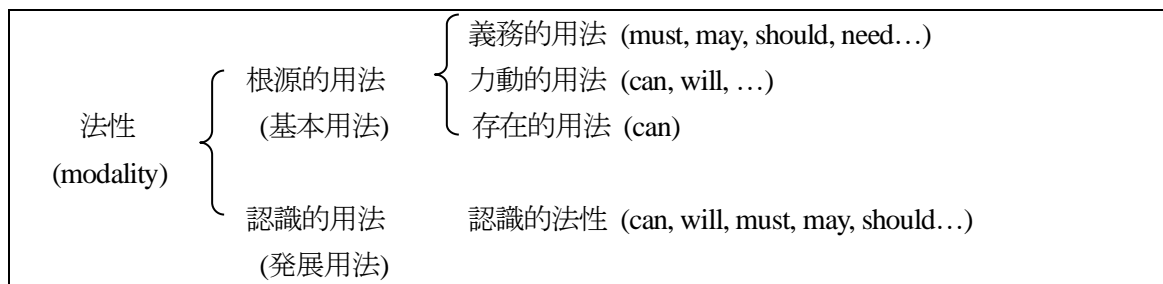 義務的用法 (must, may, should, need…)
根源的用法 力動的用法 (can, will, …)
法性 (基本用法) 存在的用法 (can)
(modality)
認識的用法 認識的法性 (can, will, must, may, should…)
(発展用法)